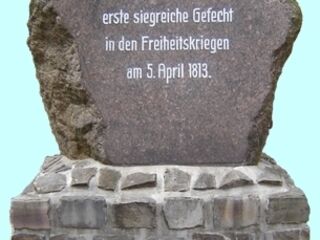 erste siegreiche Gefecht
in den Freiheitskriegen
am 5. April 1813.